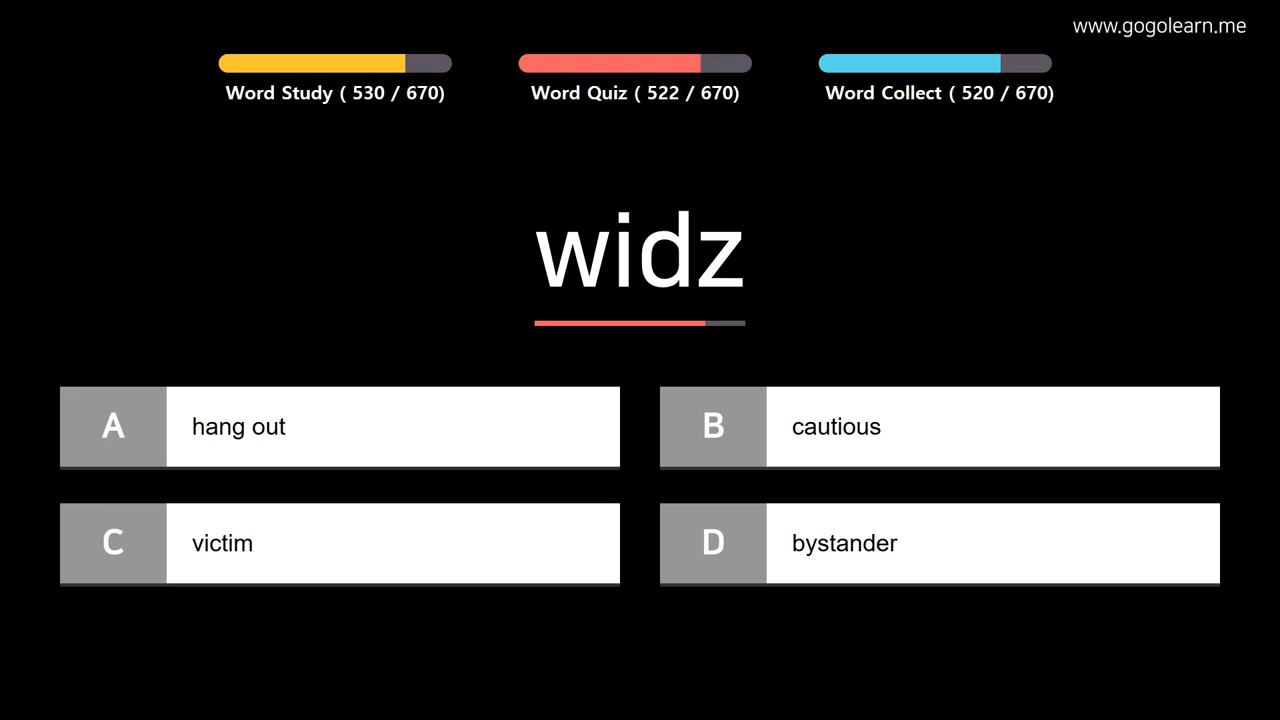 www.gogolearn.me
Word Study ( 530 / 670)
Word Quiz ( 522 / 670)
Word Collect ( 520 / 670)
widz
A hang out
B cautious
C victim
D bystander